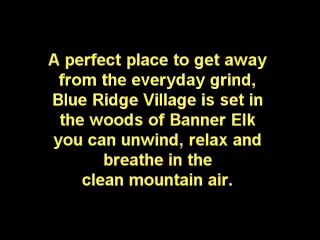 A perfect place to get away
from the everyday grind,
Blue Ridge Village is set in
the woods of Banner Elk
you can unwind, relax and
breathe in the
clean mountain air.